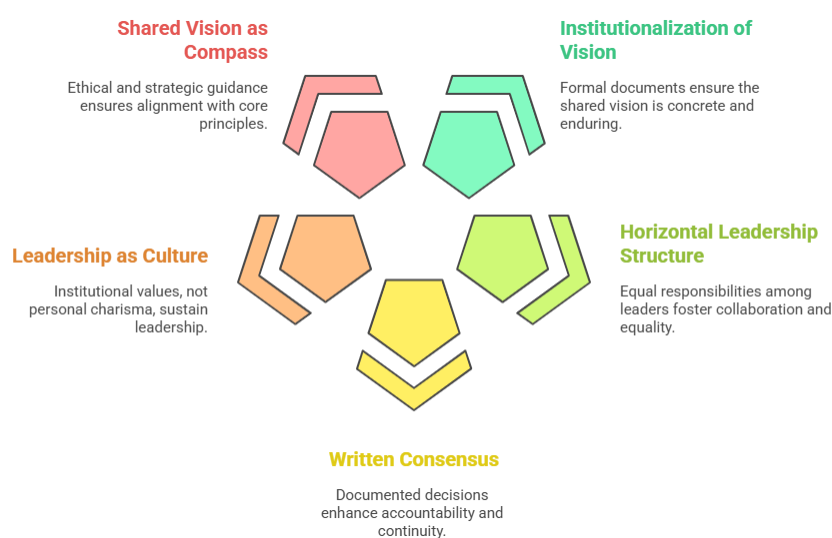 Shared Vision as
Compass
Ethical and strategic guidance
ensures alignment with core
principles.
Institutionalization of
Vision
Formal documents ensure the
shared vision is concrete and
enduring.
Leadership as Culture
Institutional values, not
personal charisma, sustain
leadership.
Horizontal Leadership
Structure
Equal responsibilities among
leaders foster collaboration and
equality.
Written Consensus
Documented decisions
enhance accountability and
continuity.